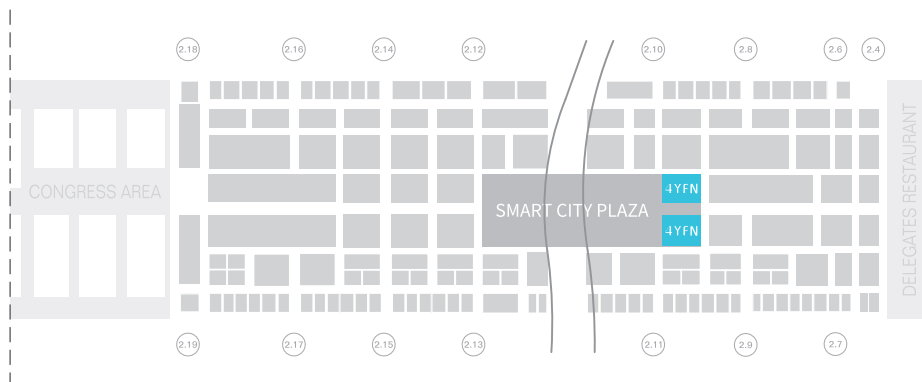 2.18 2.16 2.14 2.12 2.10 2.8 2.6 2.4
CONGRESS AREA
SMART CITY PLAZA
4YFN
4YFN
DELEGATES RESTAURANT
2.19 2.17 2.15 2.13 2.11 2.9 2.7